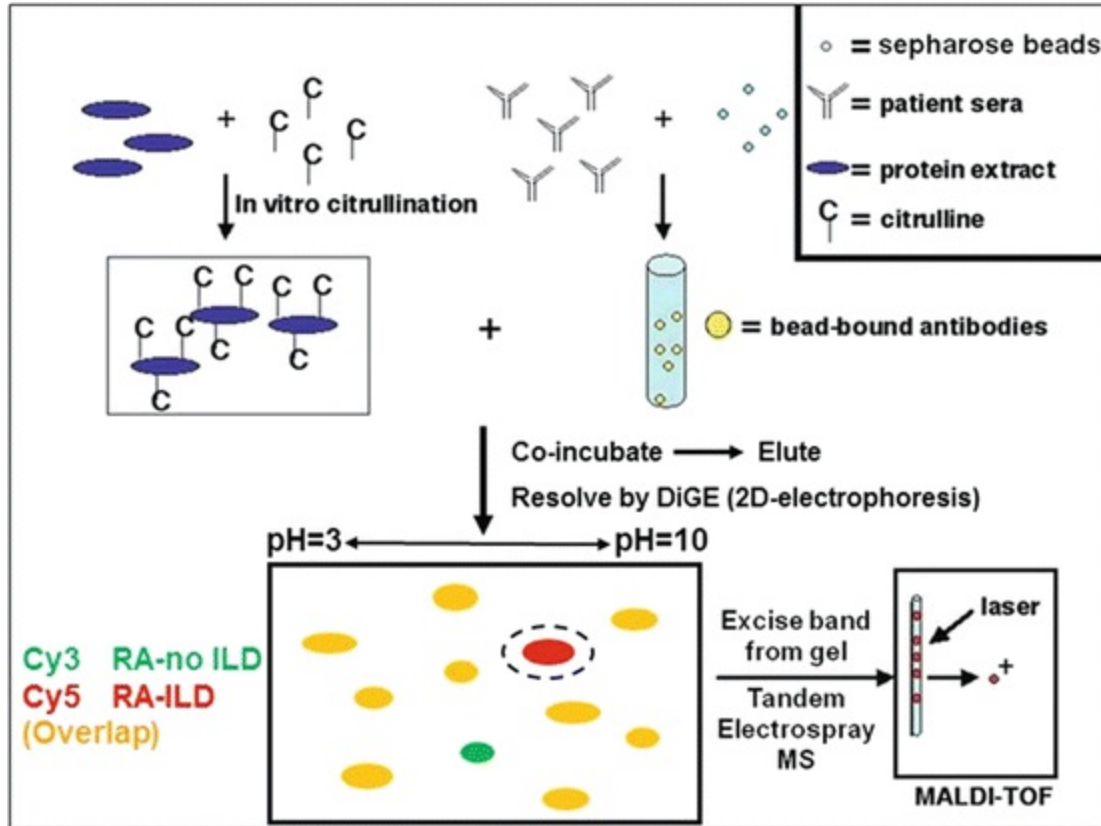 C
C
C
C
+
+
= sepharose beads
= patient sera
= protein extract
C = citrulline
In vitro citrullination
C C C C
C C C
C C
+
= bead-bound antibodies
Co-incubate Elute
Resolve by DiGE (2D-electrophoresis)
pH=3 pH=10
Cy3 RA-no ILD
Cy5 RA-ILD
(Overlap)
Excise band
from gel
Tandem
Electrospray
MS
laser
+
MALDI-TOF